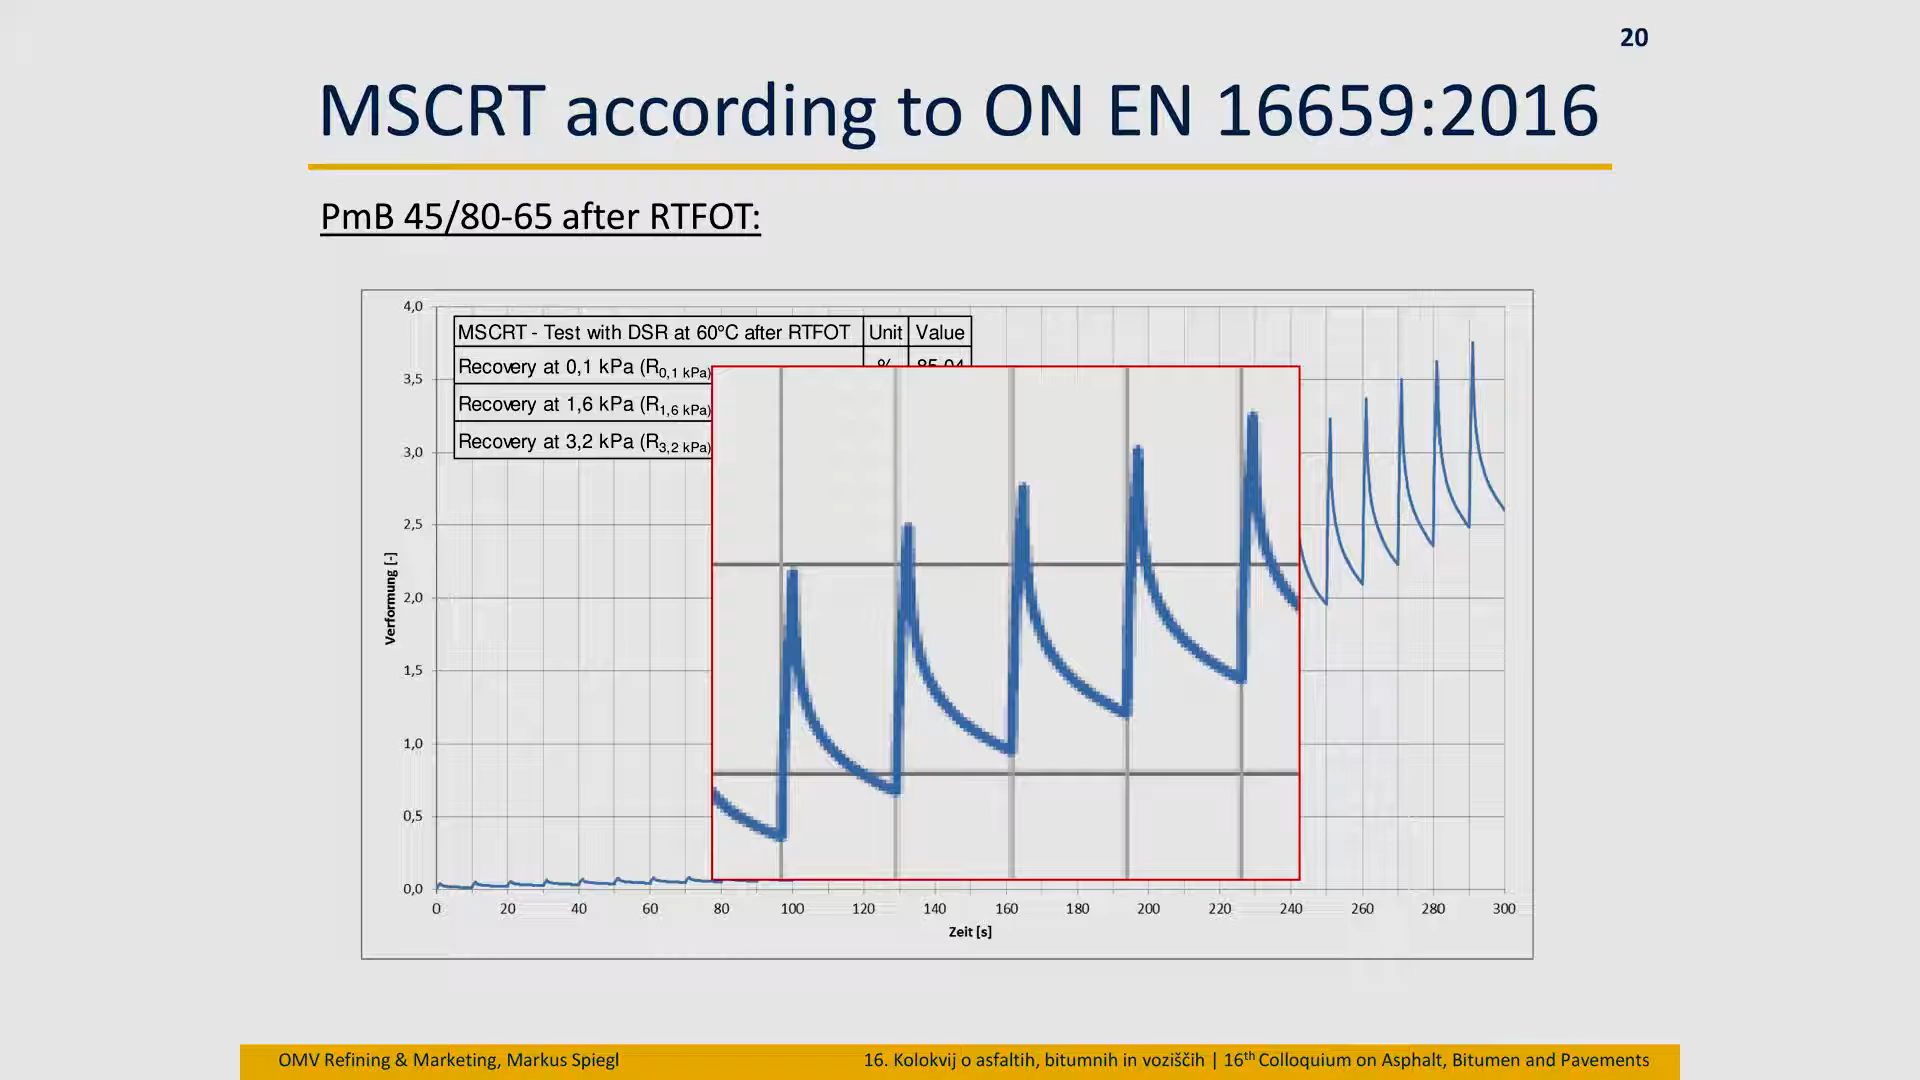 20
MSCRT according to ON EN 16659:2016
PmB 45/80-65 after RTFOT:
MSCRT - Test with DSR at 60°C after RTFOT Unit Value
Recovery at 0,1 kPa (R0,1 kPa) % 85,04
Recovery at 1,6 kPa (R1,6 kPa)
Recovery at 3,2 kPa (R3,2 kPa)
4,0
3,5
3,0
2,5
2,0
1,5
1,0
0,5
0,0
Verformung [-]
0 20 40 60 80 100 120 140 160 180 200 220 240 260 280 300
Zeit [s]
OMV Refining & Marketing, Markus Spiegl
16. Kolokvij o asfaltih, bitumnih in voziščih | 16th Colloquium on Asphalt, Bitumen and Pavements